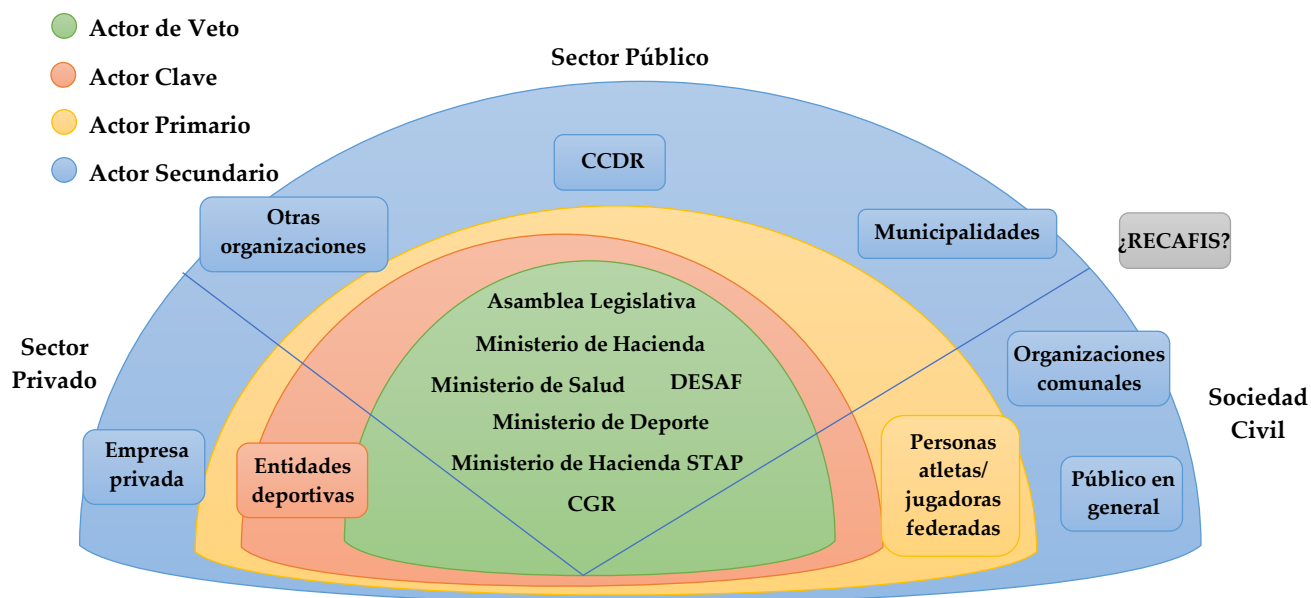 Actor de Veto
Actor Clave
Actor Primario
Actor Secundario
Sector Público
CCDR
Otras
organizaciones
Municipalidades
¿RECAFIS?
Asamblea Legislativa
Ministerio de Hacienda
Ministerio de Salud
DESAF
Ministerio de Deporte
Ministerio de Hacienda STAP
CGR
Sector
Privado
Empresa
privada
Entidades
deportivas
Personas
atletas/
jugadoras
federadas
Organizaciones
comunales
Público en
general
Sociedad
Civil